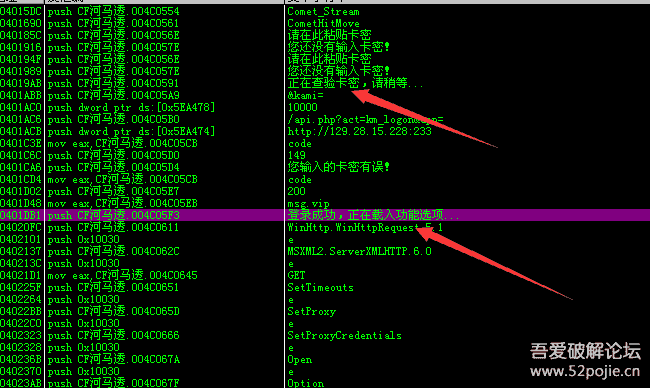 04015DC push CF河马透.004C0554 Comet_Stream
0401690 push CF河马透.004C0561 CometHitMove
040185C push CF河马透.004C056E 请在此粘贴卡密
0401916 push CF河马透.004C057E 您还没有输入卡密!
040194F push CF河马透.004C056E 请在此粘贴卡密
0401989 push CF河马透.004C057E 您还没有输入卡密!
04019AB push CF河马透.004C0591 正在查验卡密,请稍等...
0401ABB push CF河马透.004C05A9 &kami=
0401AC0 push dword ptr ds:[0x5EA478] 10000
0401AC6 push CF河马透.004C05B0 /api.php?act=km_logon&
0401ACB push dword ptr ds:[0x5EA474] http://129.28.15.228:233
0401C3E mov eax,CF河马透.004C05CB code
0401C6C push CF河马透.004C05D0 149
0401CA6 push CF河马透.004C05D4 您输入的卡密有误!
0401CD4 mov eax,CF河马透.004C05CB code
0401D02 push CF河马透.004C05E7 200
0401D48 mov eax,CF河马透.004C05EB msg.vip
0401DB1 push CF河马透.004C05F3 登录成功,正在载入功能选项...
04020FC push CF河马透.004C0611 WinHttp.WinHttpRequest.5.1
0402101 push 0x10030 e
0402137 push CF河马透.004C062C MSXML2.ServerXMLHTTP.6.0
040213C push 0x10030 e
04021D1 mov eax,CF河马透.004C0645 GET
040225F push CF河马透.004C0651 SetTimeouts
0402264 push 0x10030 e
04022BB push CF河马透.004C065D SetProxy
04022C0 push 0x10030 e
0402323 push CF河马透.004C0666 SetProxyCredentials
0402328 push 0x10030 e
040236B push CF河马透.004C067A Open
0402370 push 0x10030 e
04023AB push CF河马透.004C067F Option
吾爱破解论坛
www.52pojie.cn